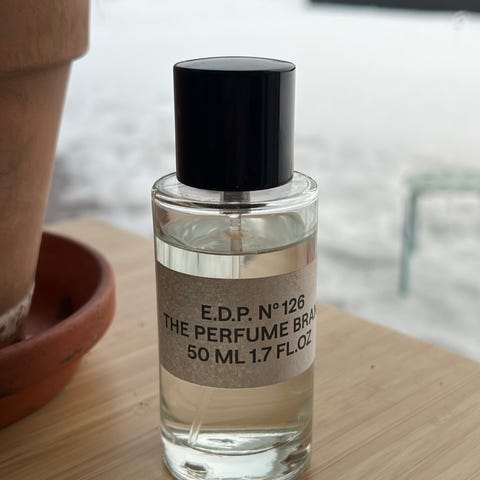 E.D.P. N° 126
THE PERFUME BRAN
50 ML 1.7 FL.OZ